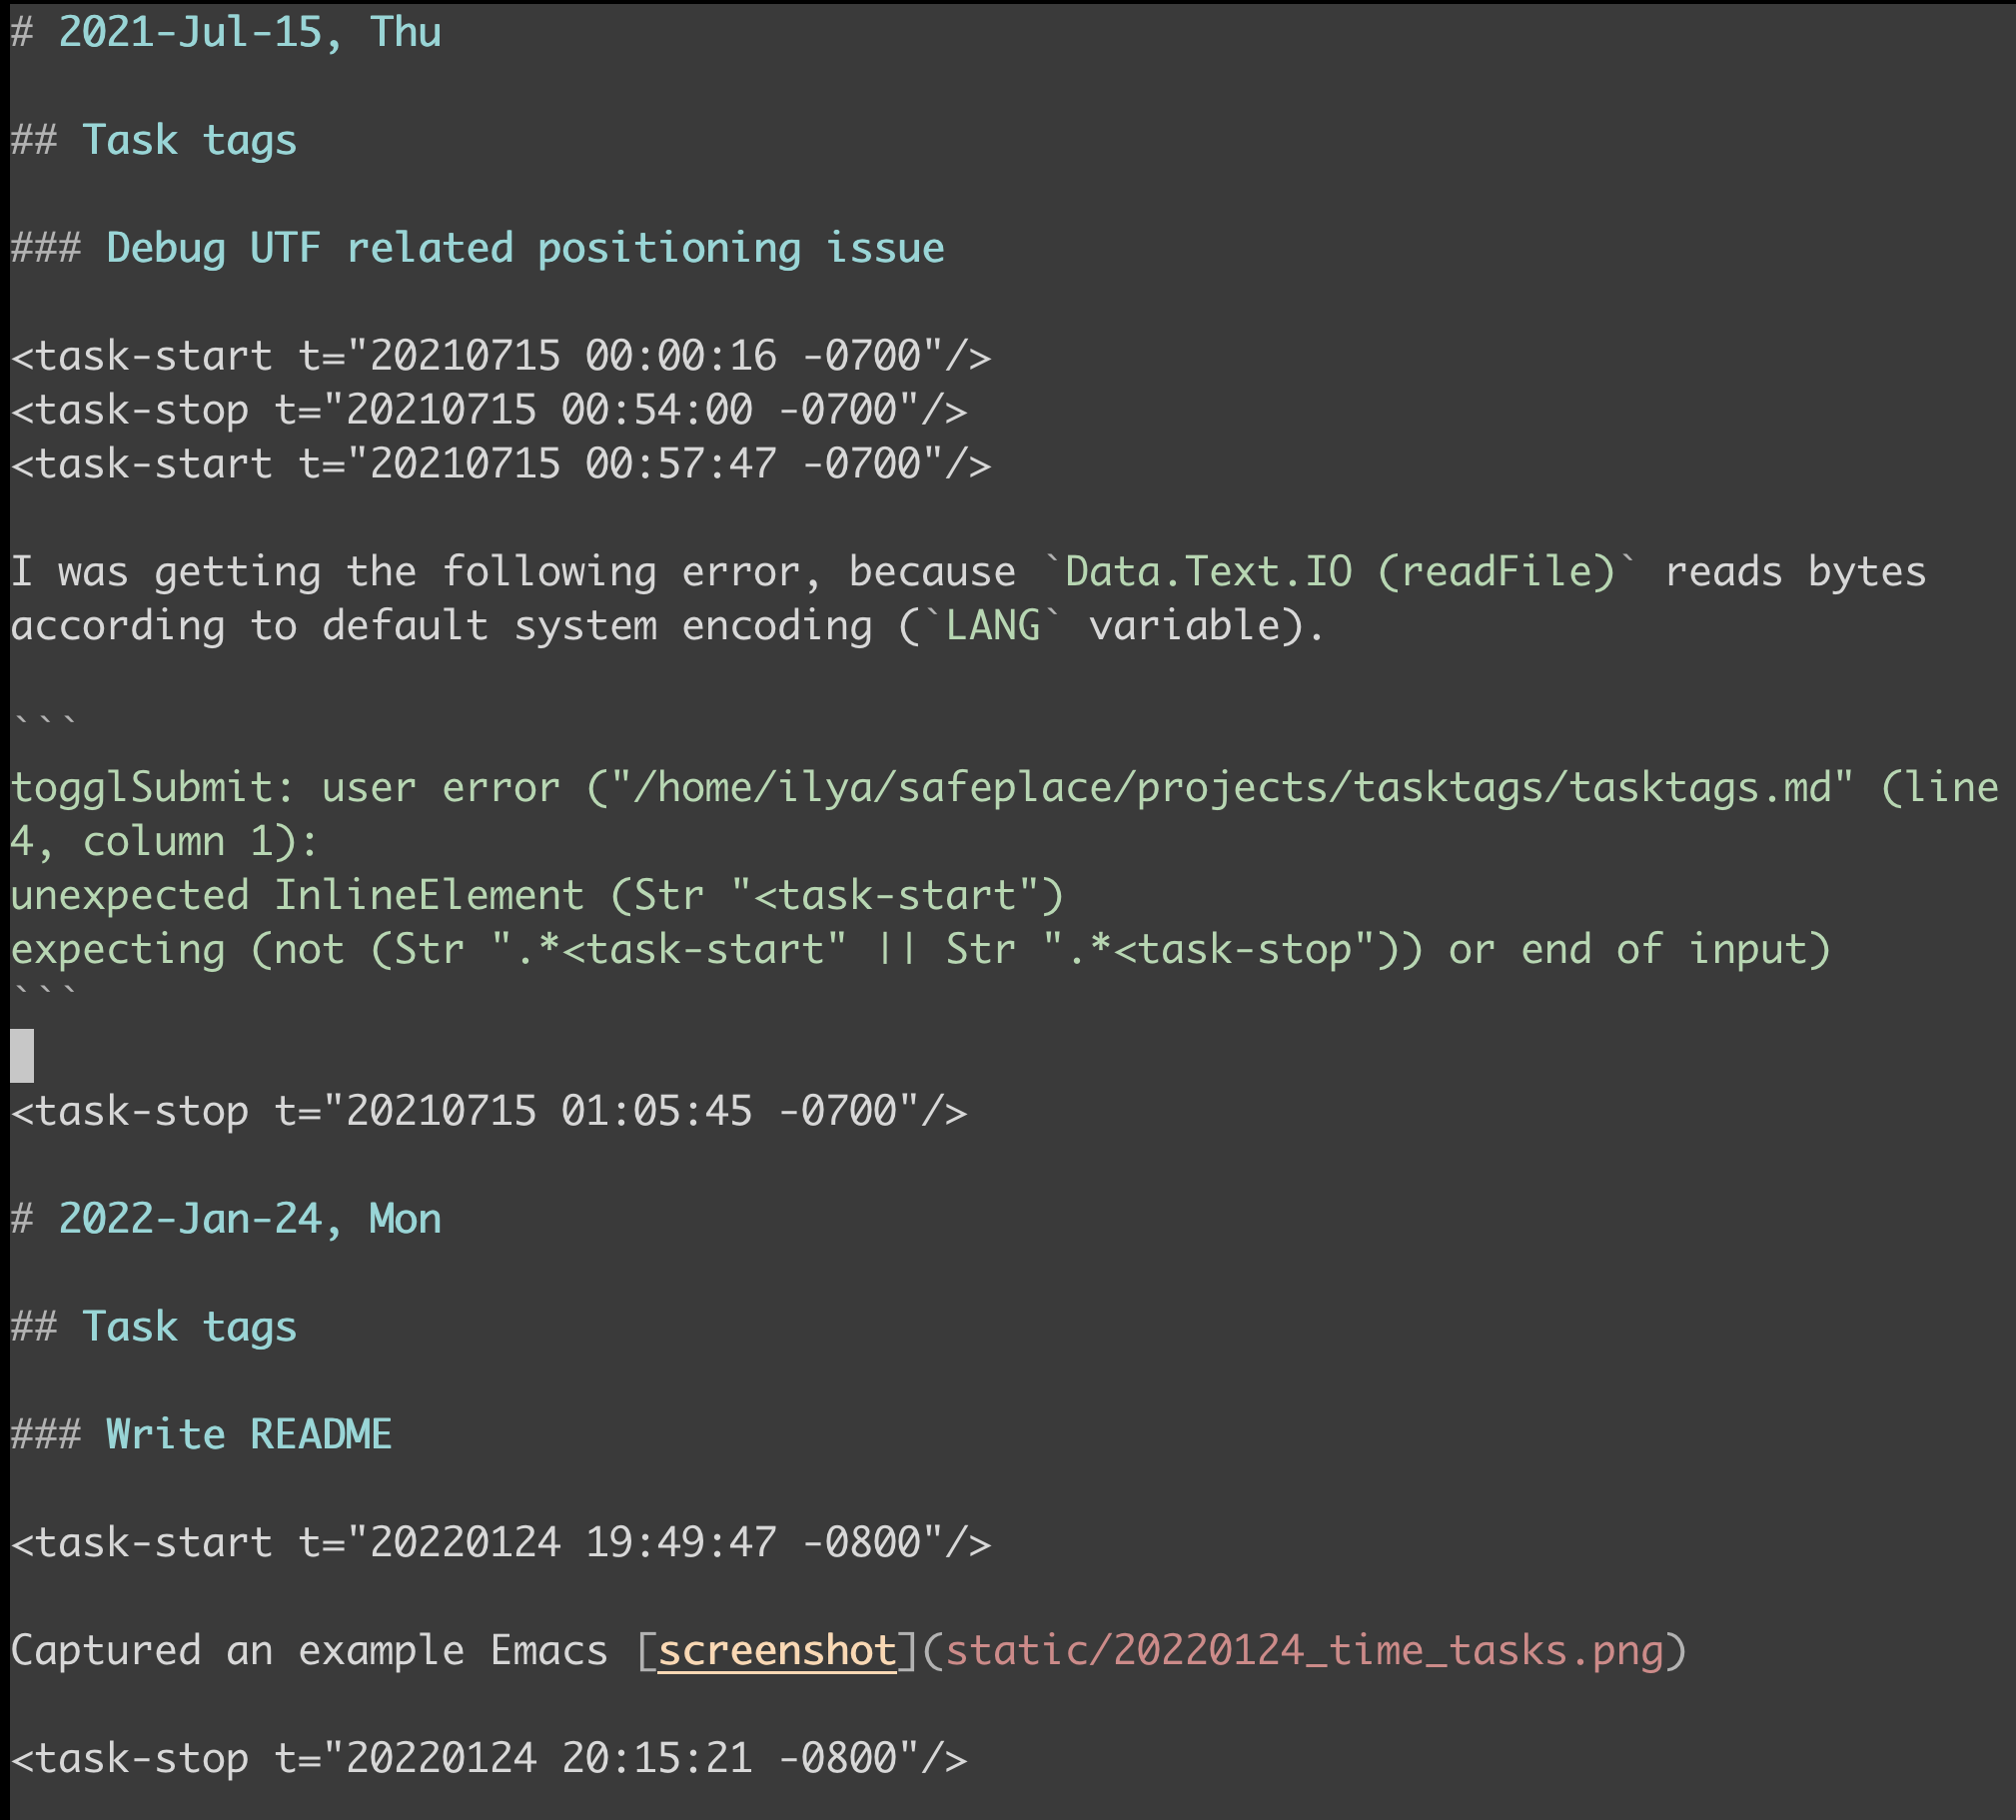 # 2021-Jul-15, Thu
## Task tags
### Debug UTF related positioning issue
<task-start t="20210715 00:00:16 -0700"/>
<task-stop t="20210715 00:54:00 -0700"/>
<task-start t="20210715 00:57:47 -0700"/>
I was getting the following error, because `Data.Text.IO (readFile)` reads bytes
according to default system encoding (`LANG` variable).
```
togglSubmit: user error ("/home/ilya/safeplace/projects/tasktags/tasktags.md" (line
4, column 1):
unexpected InlineElement (Str "<task-start")
expecting (not (Str ".*<task-start" || Str ".*<task-stop")) or end of input)
```
<task-stop t="20210715 01:05:45 -0700"/>
# 2022-Jan-24, Mon
## Task tags
### Write README
<task-start t="20220124 19:49:47 -0800"/>
Captured an example Emacs [screenshot](static/20220124_time_tasks.png)
<task-stop t="20220124 20:15:21 -0800"/>